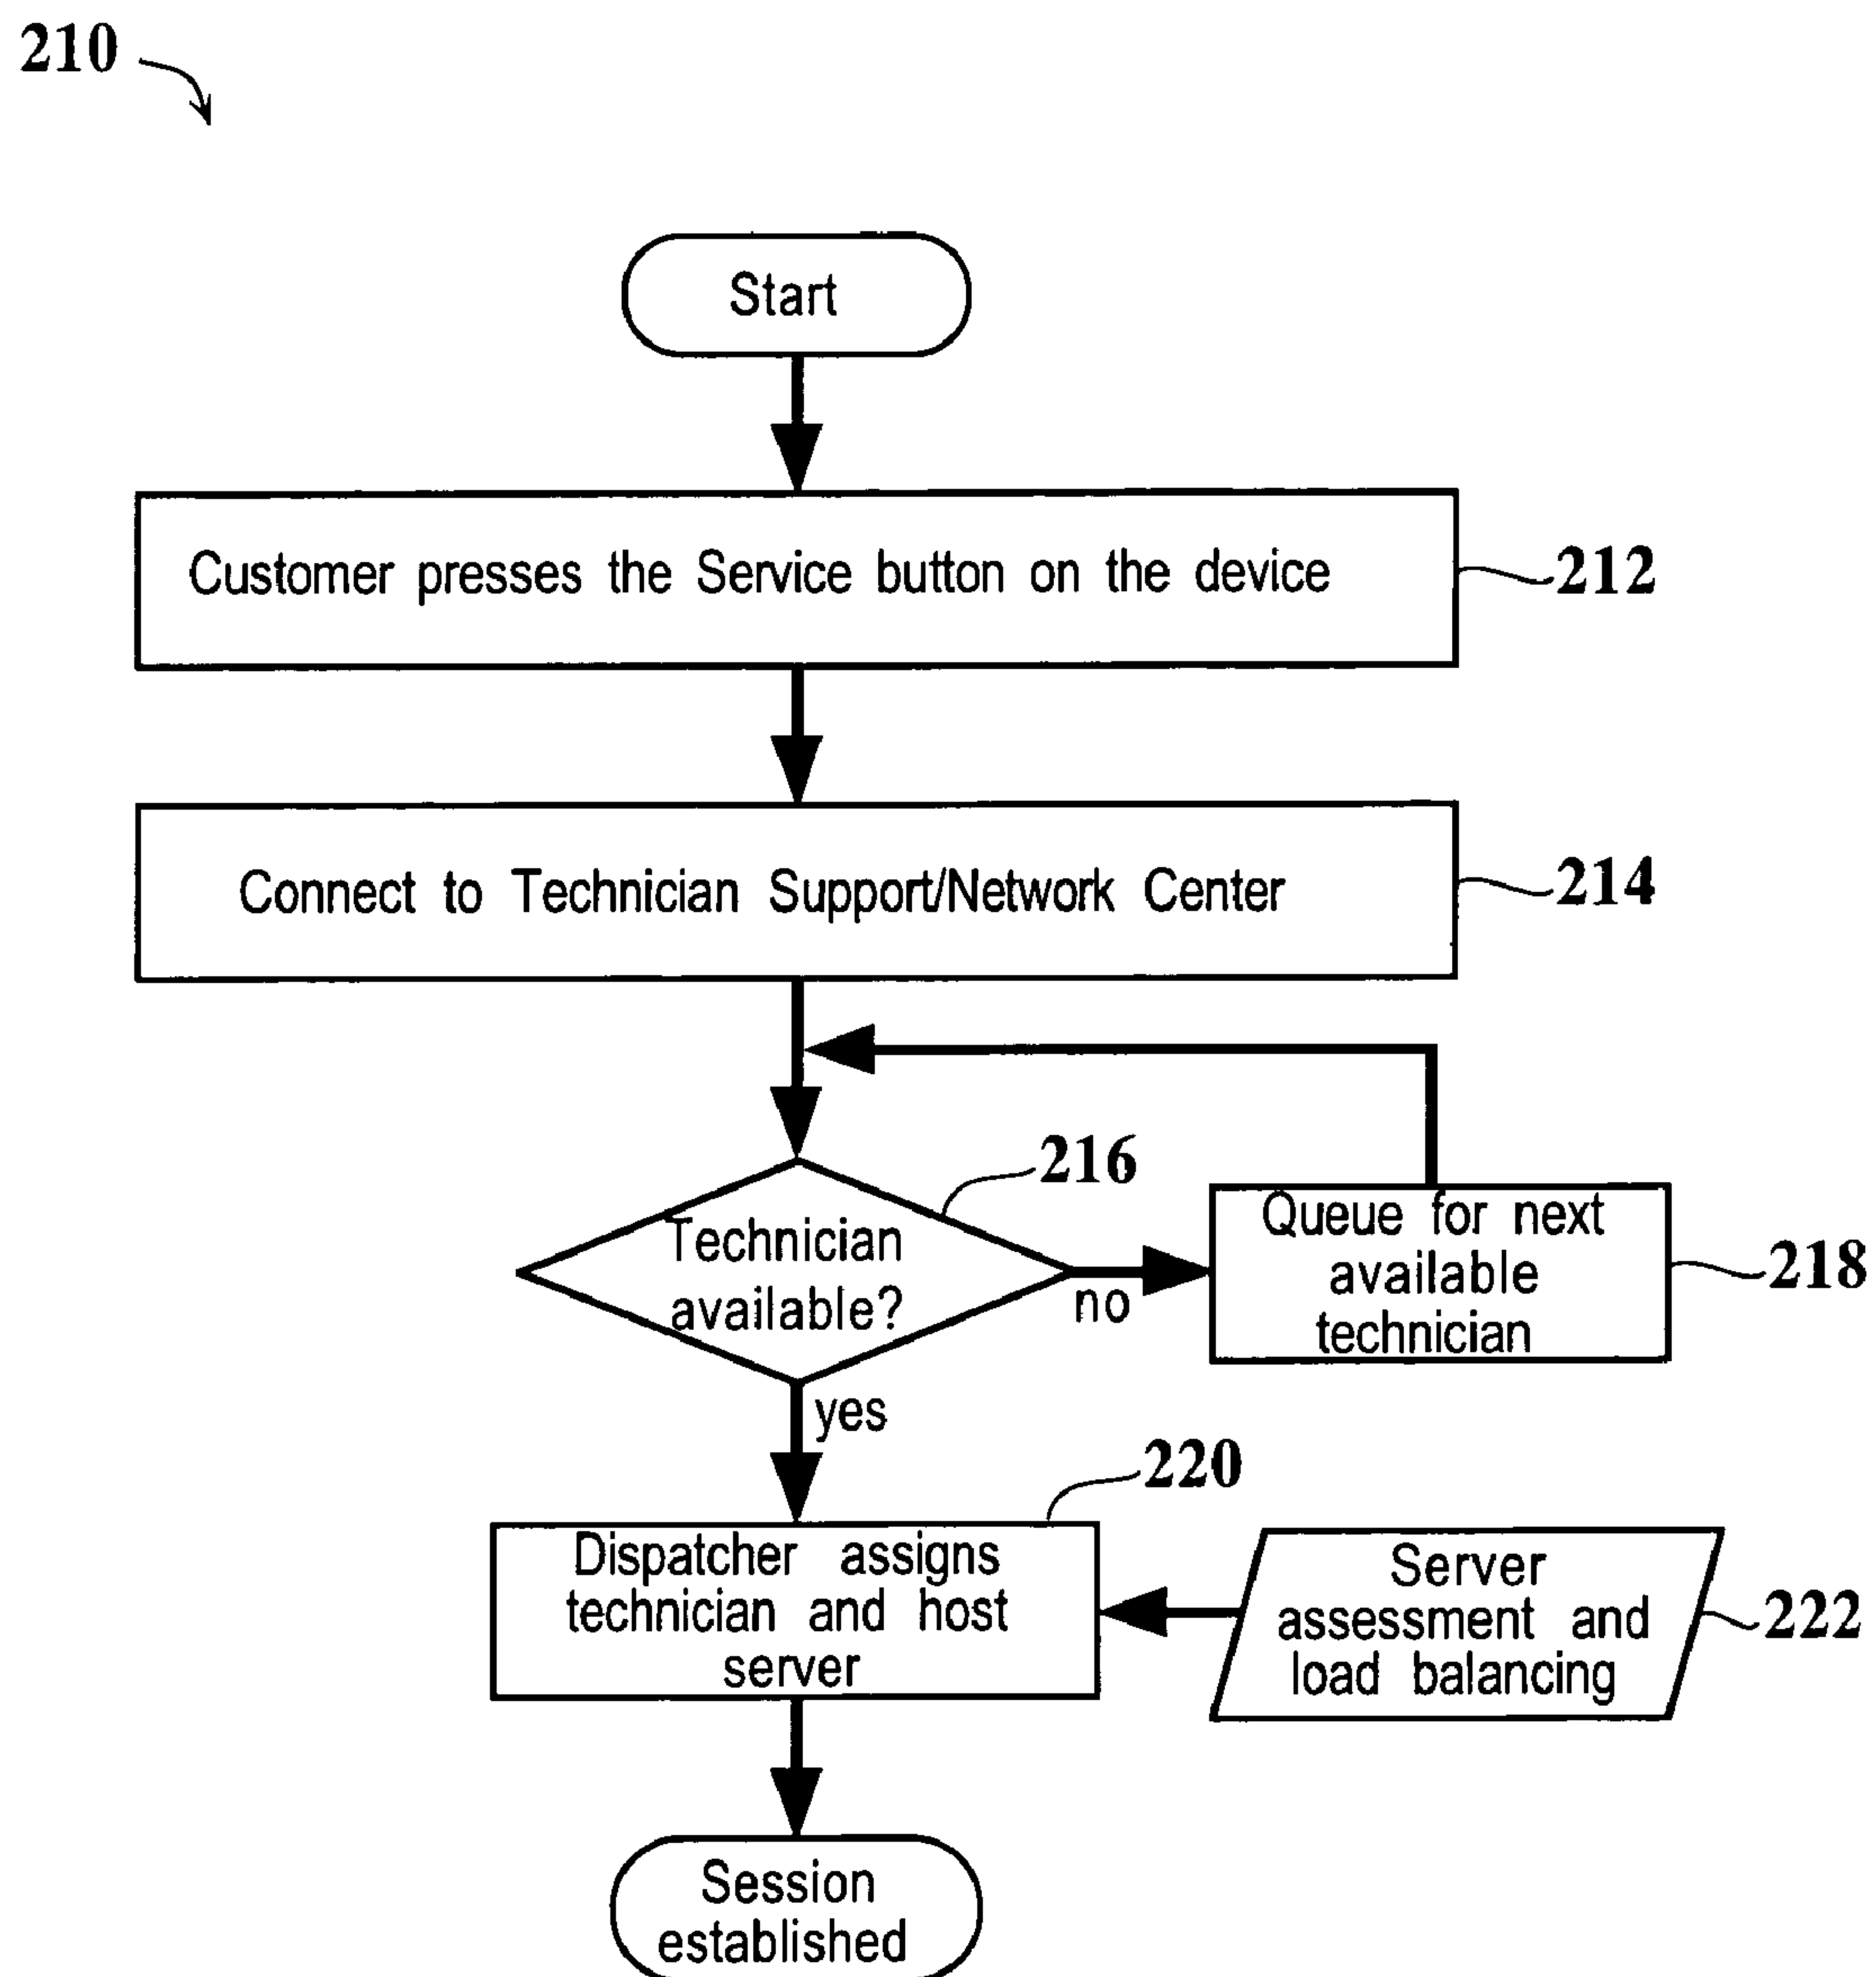 210
Start
Customer presses the Service button on the device
212
Connect to Technician Support/Network Center
214
216
Technician
available?
no
Queue for next
available
technician
218
yes
220
Dispatcher assigns
technician and host
server
Server
assessment and
load balancing
222
Session
established